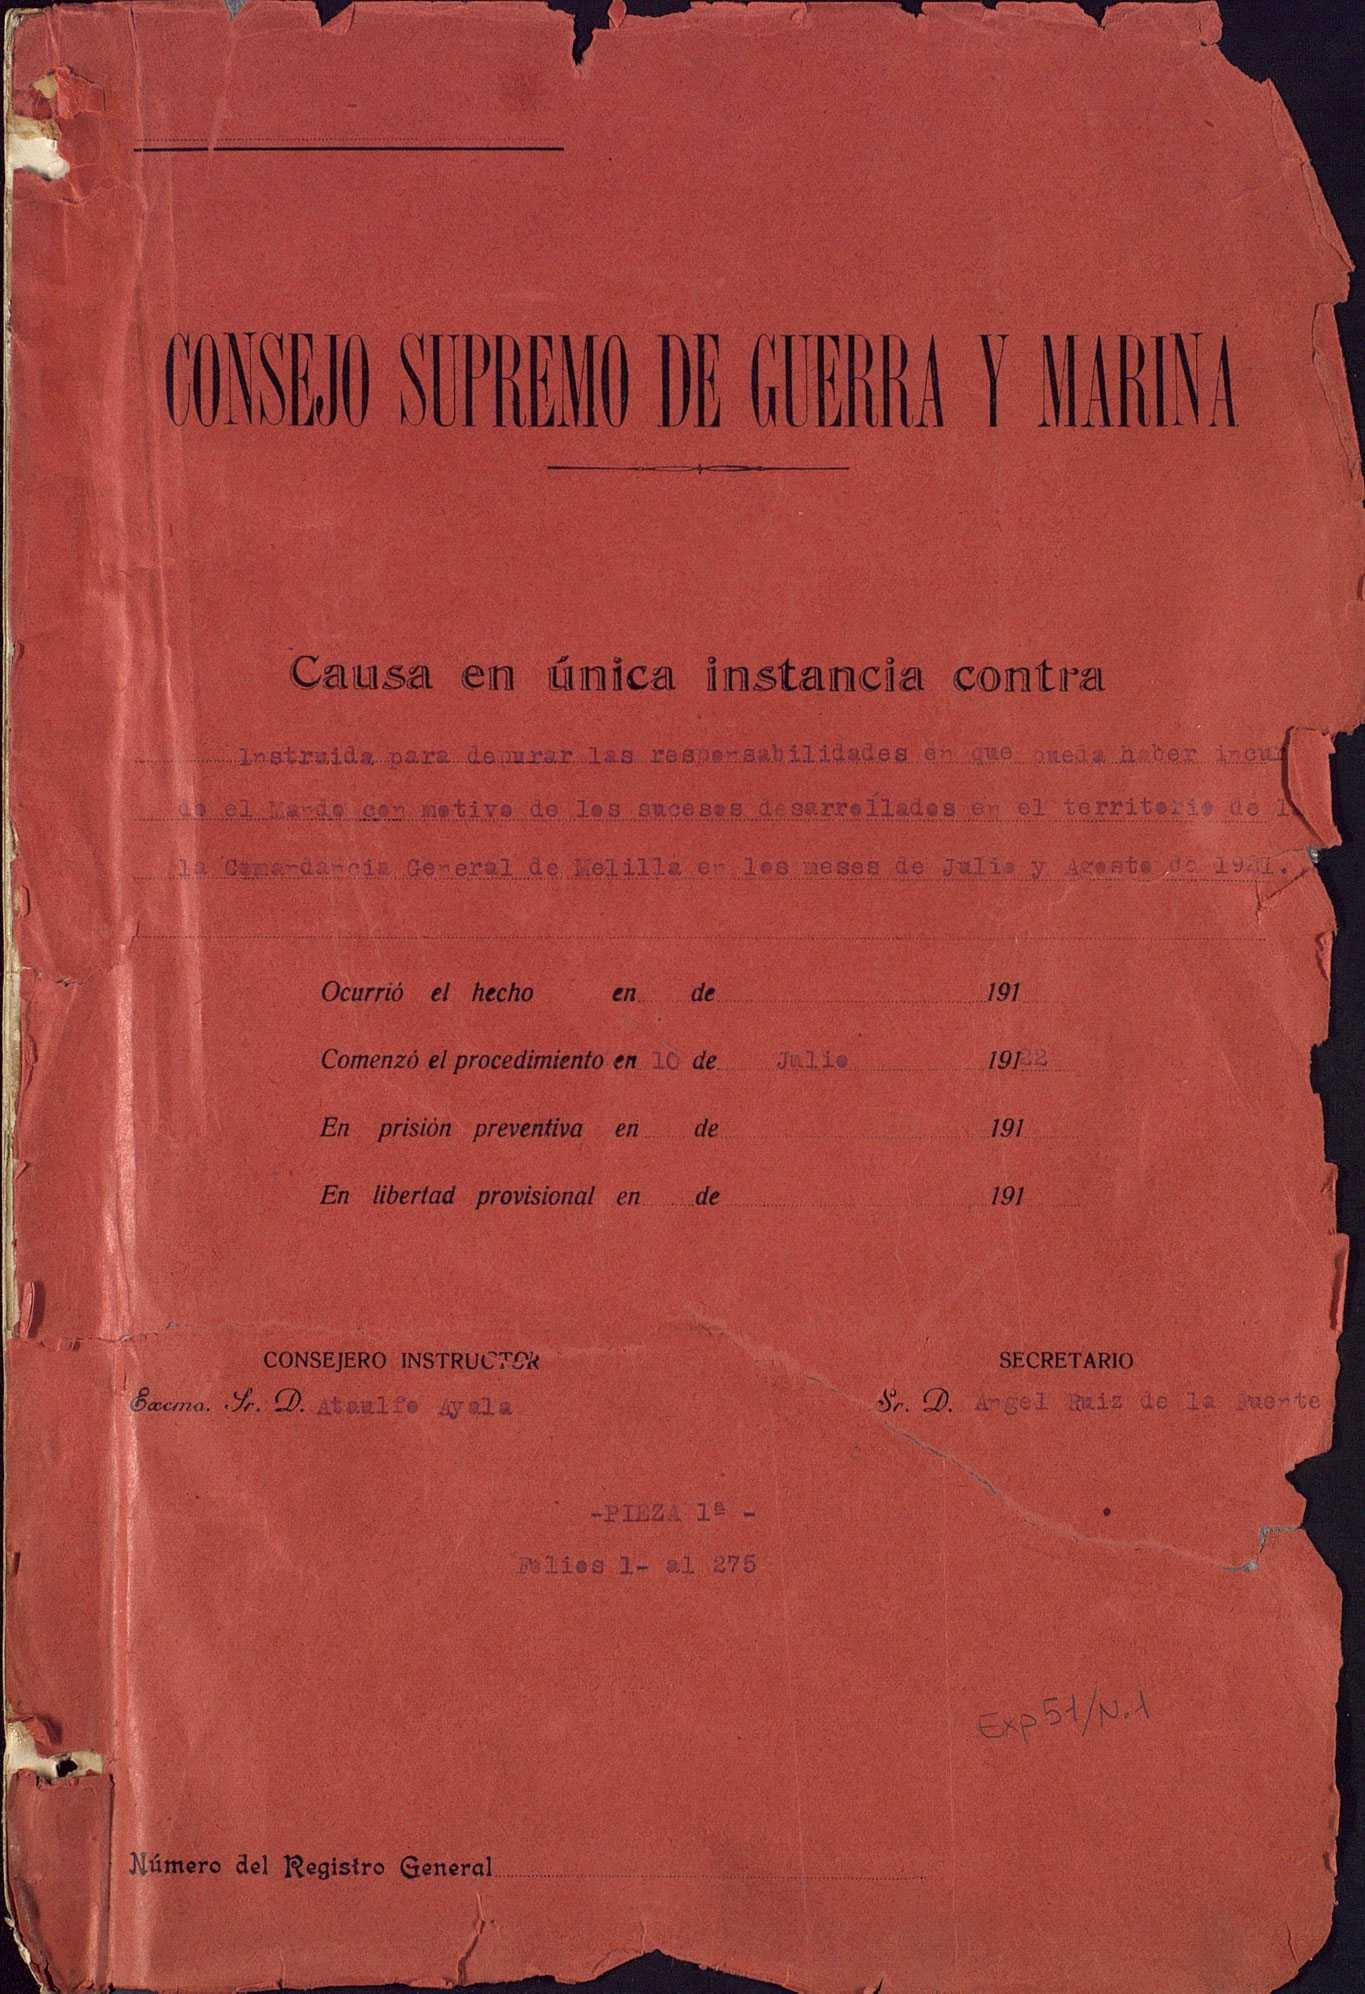 CONSEJO SUPREMO DE GUERRA Y MARINA
Causa en única instancia contra
Instruida para depurar las responsabilidades en que pueda haber incur
do el Mando con motivo de los sucesos desarrollados en el territorio de l
la Comandancia General de Melilla en los meses de Julio y Agosto de 1921.
Ocurrió el hecho en de 191
Comenzó el procedimiento en 10 de Julio 19122
En prisión preventiva en de 191
En libertad provisional en de 191
CONSEJERO INSTRUCTOR SECRETARIO
Excmo. Sr. D. Ataulfo Ayala Sr. D. Angel Ruiz de la Fuente
-PIEZA 1ª -
Folios 1- al 275
Exp 51/N.1
Número del Registro General